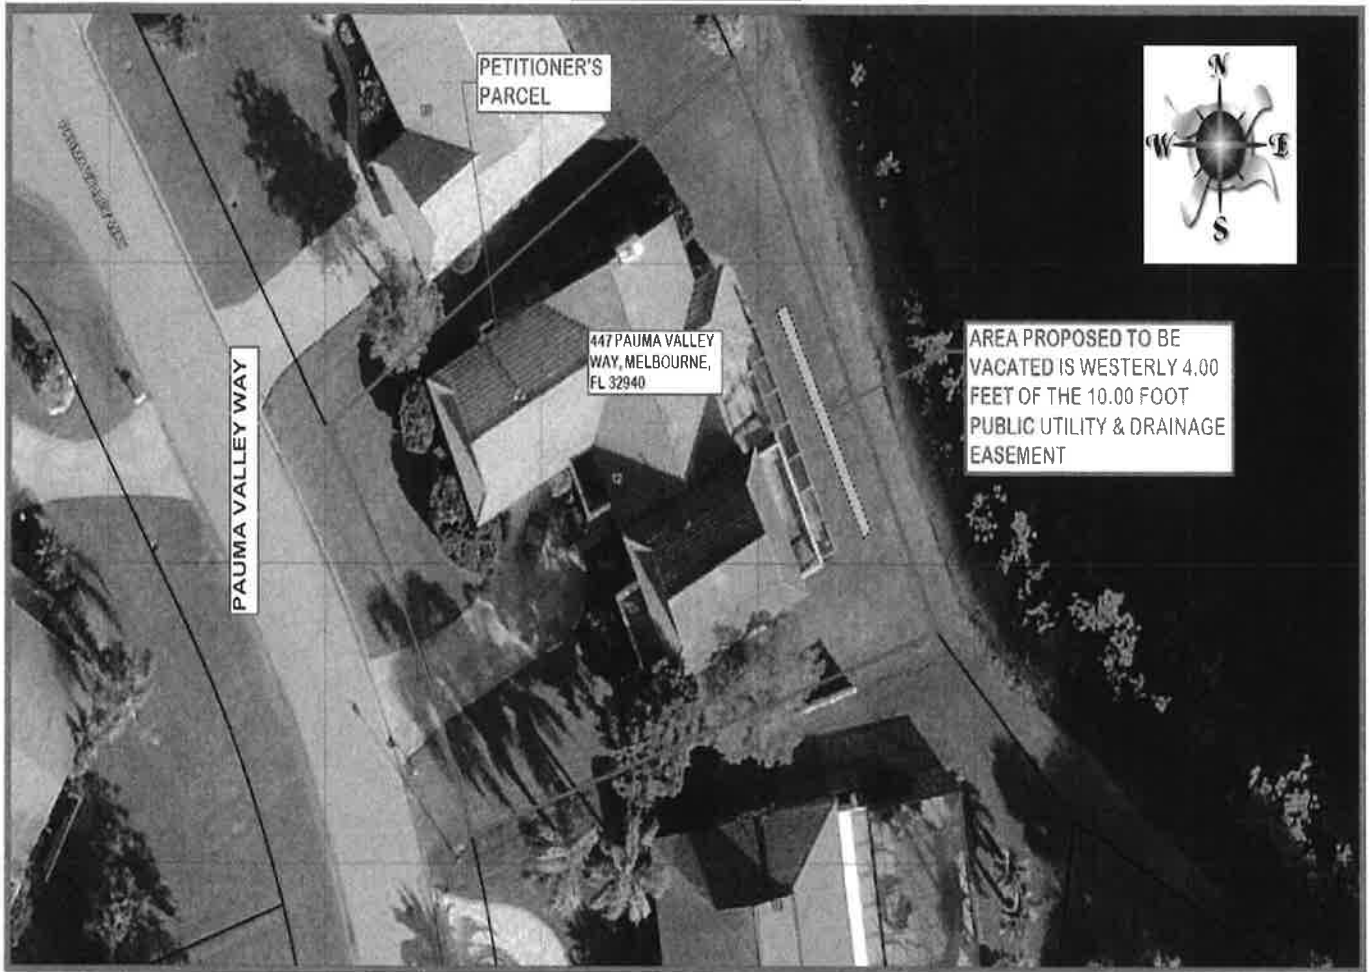 PETITIONER'S
PARCEL
N
W
E
S
447 PAUMA VALLEY
WAY, MELBOURNE,
FL 32940
AREA PROPOSED TO BE
VACATED IS WESTERLY 4.00
FEET OF THE 10.00 FOOT
PUBLIC UTILITY & DRAINAGE
EASEMENT
PAUMA VALLEY WAY